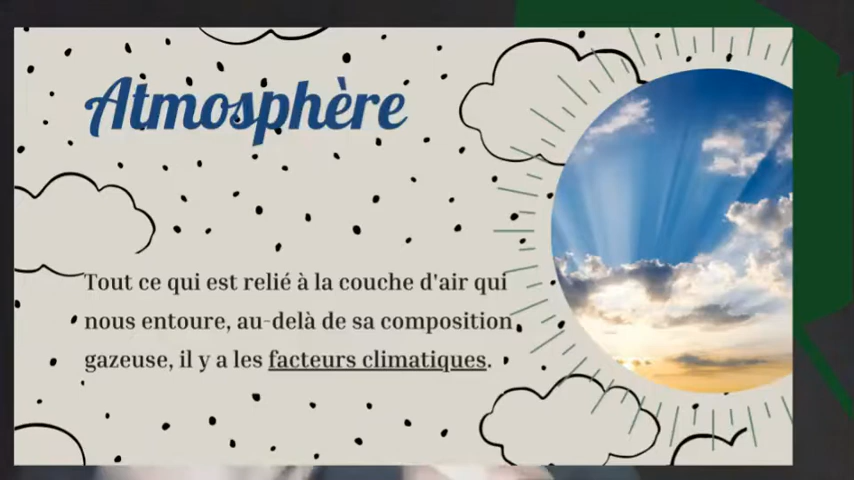 Atmosphère
Tout ce qui est relié à la couche d'air qui
nous entoure, au-delà de sa composition
gazeuse, il y a les facteurs climatiques.